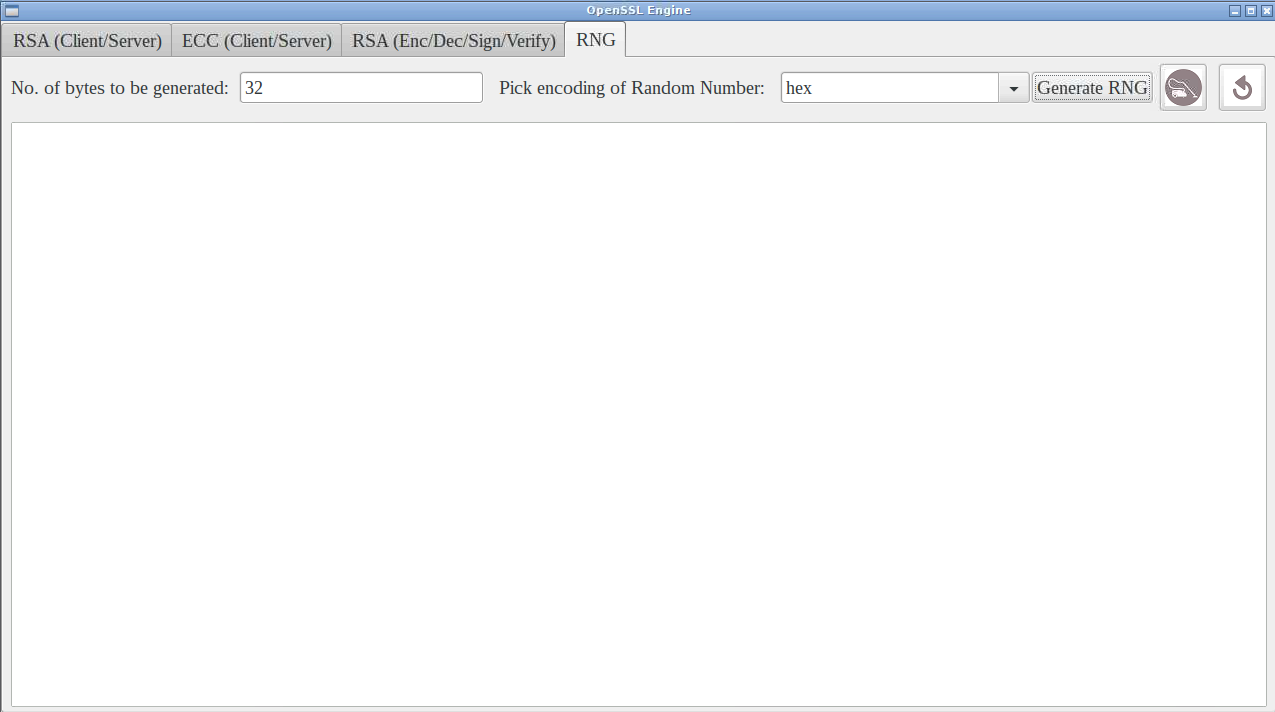 OpenSSL Engine
RSA (Client/Server) ECC (Client/Server) RSA (Enc/Dec/Sign/Verify) RNG
No. of bytes to be generated: 32 Pick encoding of Random Number: hex Generate RNG